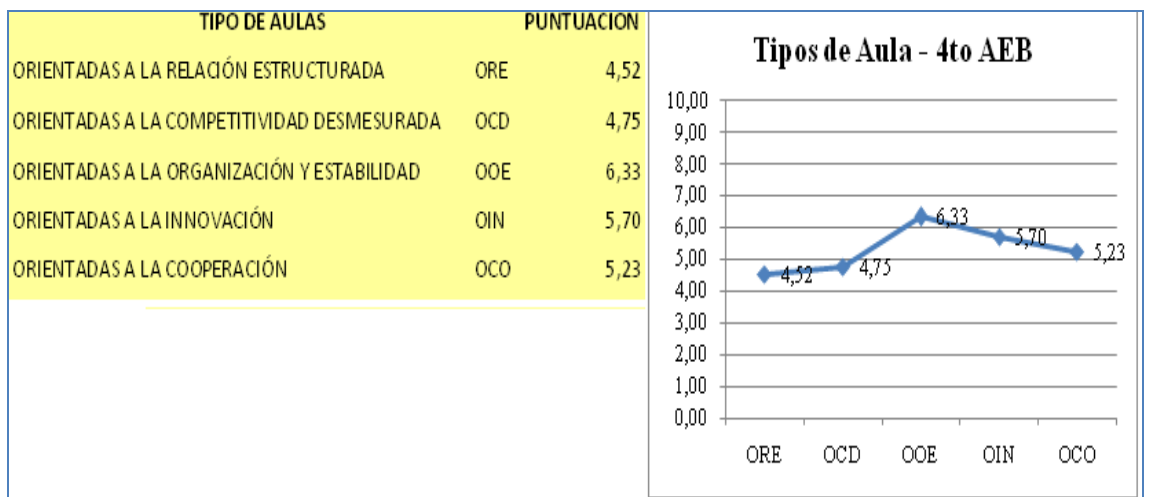 TIPO DE AULAS PUNTUACION
ORIENTADAS A LA RELACIÓN ESTRUCTURADA ORE 4,52
ORIENTADAS A LA COMPETITIVIDAD DESMESURADA OCD 4,75
ORIENTADAS A LA ORGANIZACIÓN Y ESTABILIDAD OOE 6,33
ORIENTADAS A LA INNOVACIÓN OIN 5,70
ORIENTADAS A LA COOPERACIÓN OCO 5,23
Tipos de Aula - 4to AEB
10,00
9,00
8,00
7,00
6,00
5,00
4,00
3,00
2,00
1,00
0,00
4,52
4,75
6,33
5,70
5,23
ORE OCD OOE OIN OCO